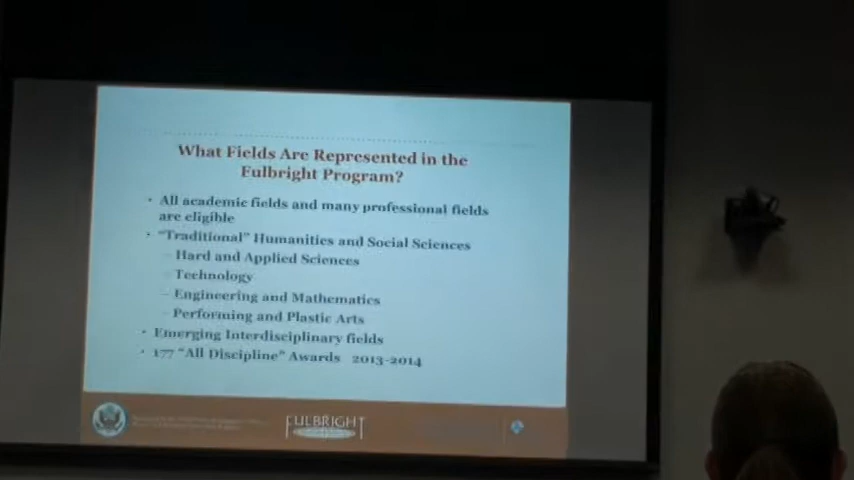 What Fields Are Represented in the
Fulbright Program?
• All academic fields and many professional fields
are eligible
• "Traditional" Humanities and Social Sciences
– Hard and Applied Sciences
– Technology
– Engineering and Mathematics
– Performing and Plastic Arts
• Emerging Interdisciplinary fields
• 177 "All Discipline" Awards 2013-2014
FULBRIGHT